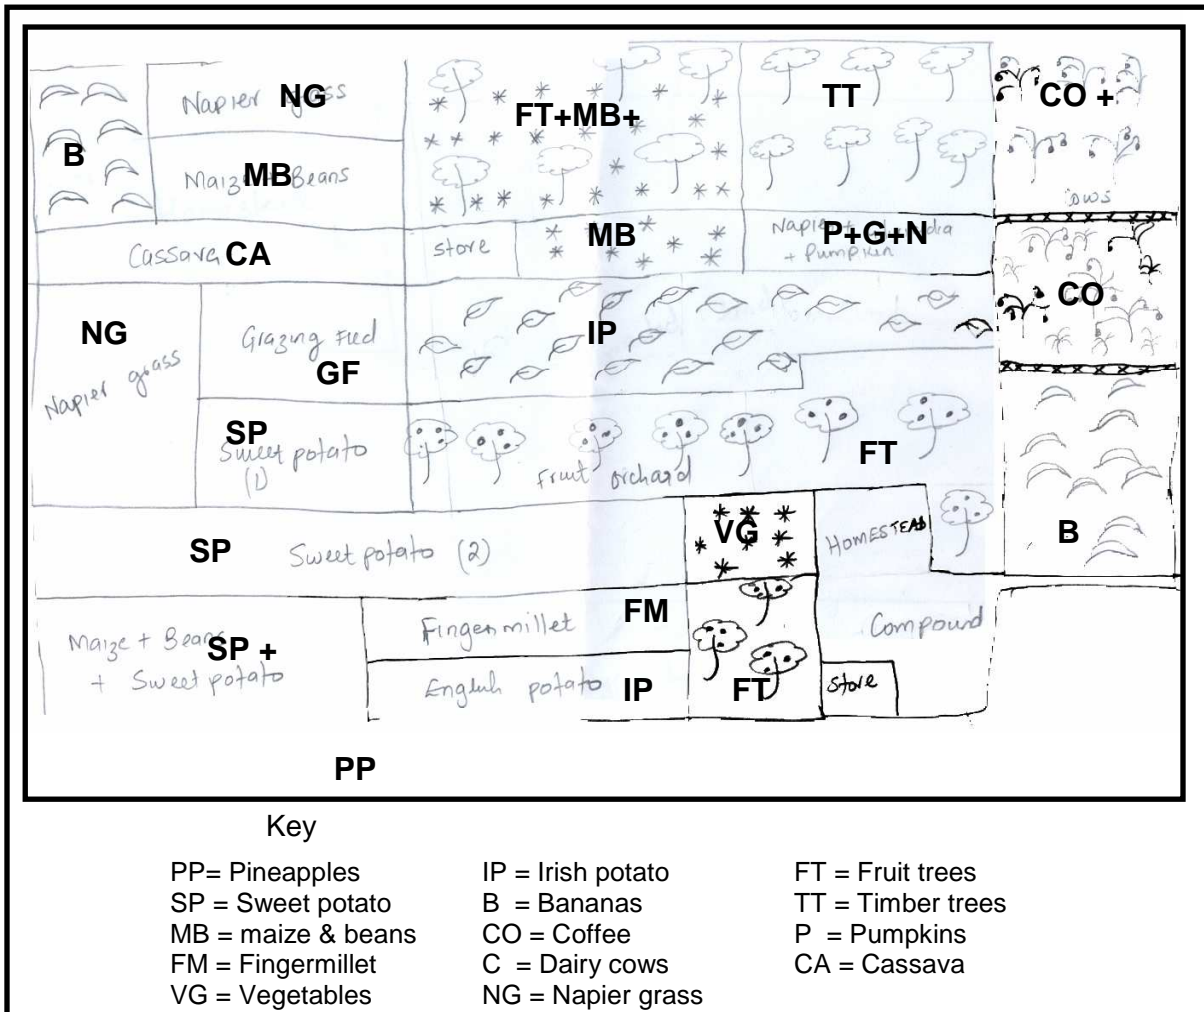 Napier grass NG
FT+MB+
TT
CO +
B
Maize + Beans MB
cows
Cassava CA
store
MB
P+G+N
Napier +
+ Pumpkin
CO
NG
Napier grass
Grazing
GF
IP
SP
Sweet potato
(1)
Fruit orchard
FT
SP
Sweet potato (2)
VG
HOMESTEAD
B
Maize + Beans
+ Sweet potato
SP +
Fingermillet
FM
English potato
IP
FT
store
Compound
PP
Key
PP= Pineapples
SP = Sweet potato
MB = maize & beans
FM = Fingermillet
VG = Vegetables
IP = Irish potato
B = Bananas
CO = Coffee
C = Dairy cows
NG = Napier grass
FT = Fruit trees
TT = Timber trees
P = Pumpkins
CA = Cassava